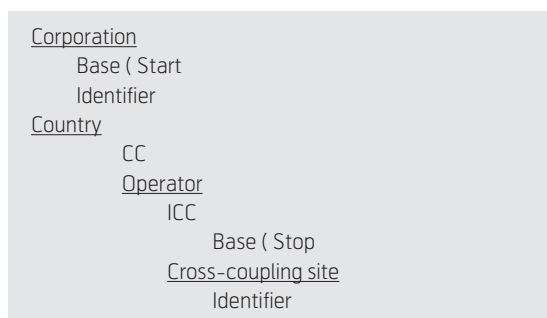 Corporation
Base ( Start
Identifier
Country
CC
Operator
ICC
Base ( Stop
Cross-coupling site
Identifier